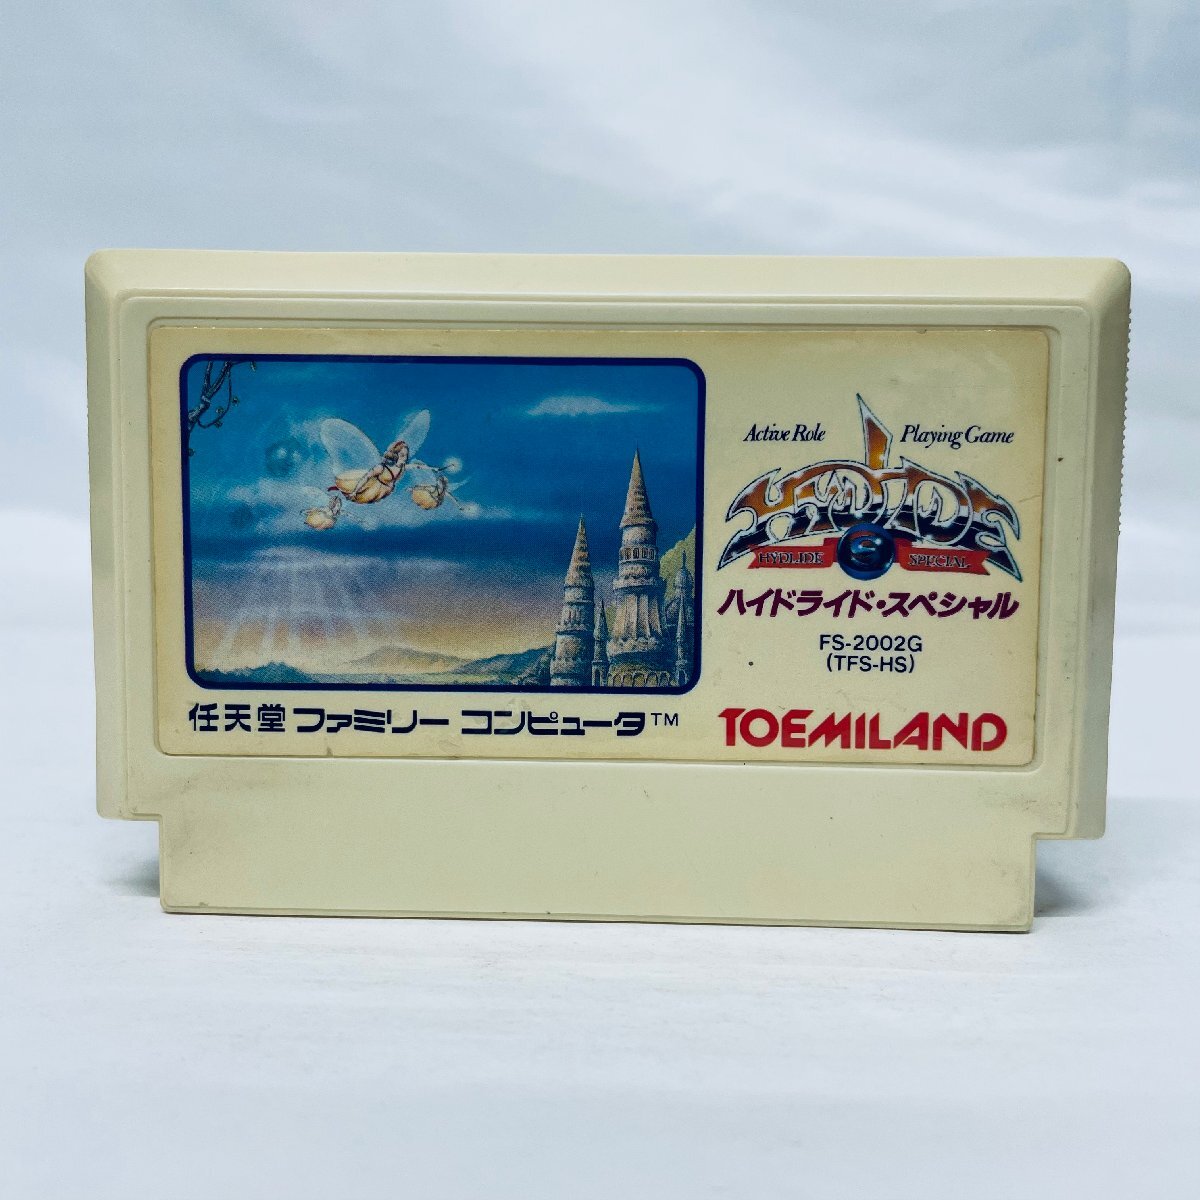 Active Role Playing Game
HYDLIDE
HYDLIDE S SPECIAL
ハイドライド・スペシャル
FS-2002G
(TFS-HS)
任天堂 ファミリー コンピュータ™
TOEMILAND